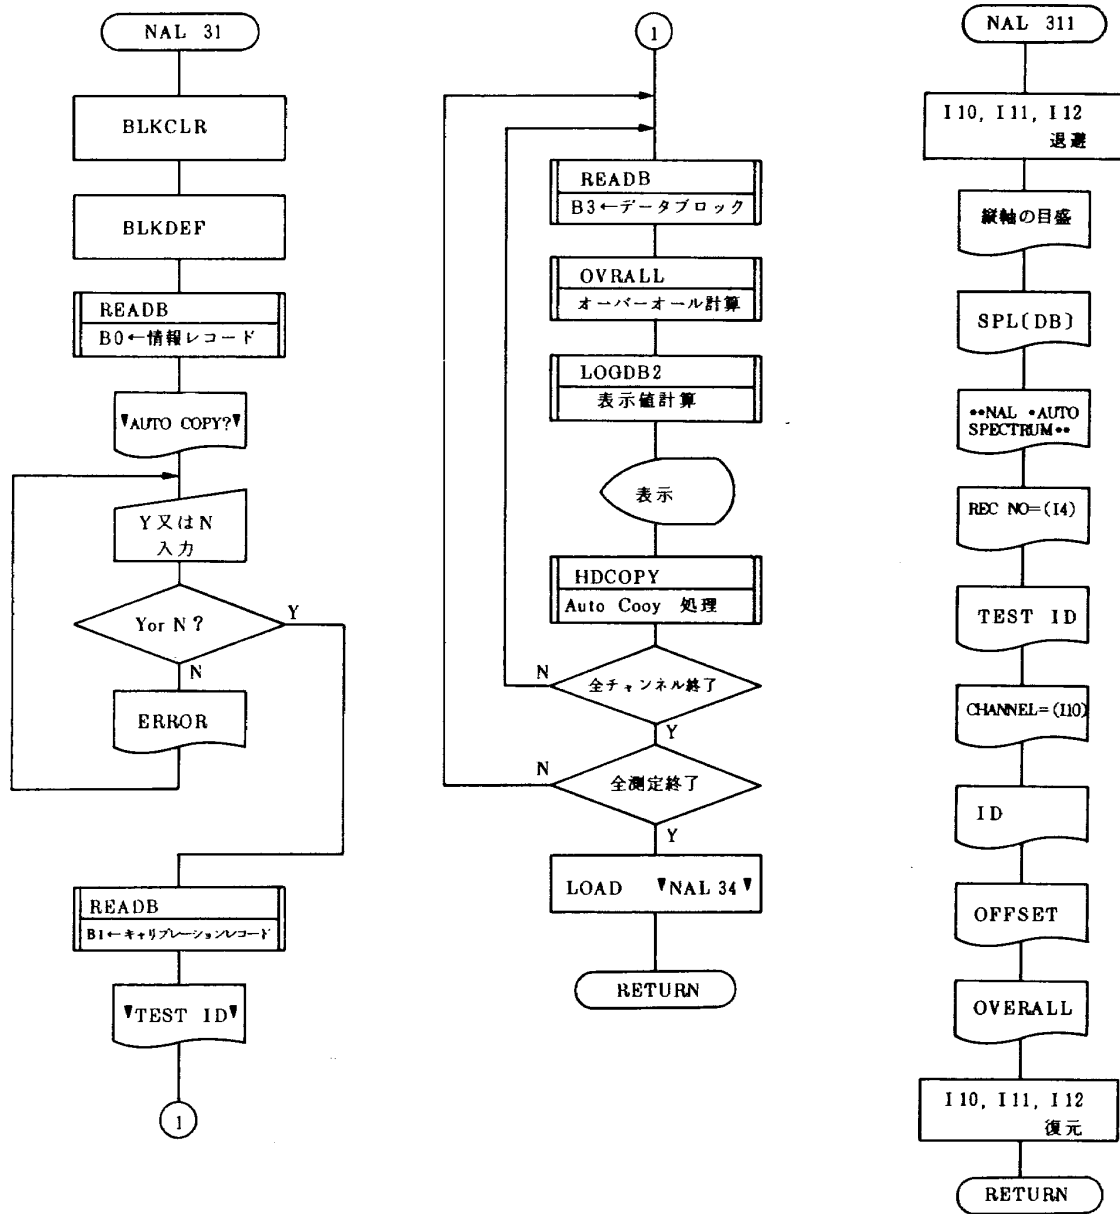 NAL 31
BLKCLR
BLKDEF
READB
B0←情報レコード
▼AUTO COPY?▼
Y又はN
入力
Yor N?
Y
N
ERROR
READB
B1←キャリブレーションレコード
▼TEST ID▼
1
1
READB
B3←データブロック
OVRALL
オーバーオール計算
LOGDB2
表示値計算
表示
HDCOPY
Auto Cooy 処理
N
全チャンネル終了
Y
N
全測定終了
Y
LOAD ▼NAL 34▼
RETURN
NAL 311
I10, I11, I12
退避
縦軸の目盛
SPL(DB)
**NAL *AUTO
SPECTRUM**
REC NO=(I4)
TEST ID
CHANNEL=(I10)
ID
OFFSET
OVERALL
I10, I11, I12
復元
RETURN